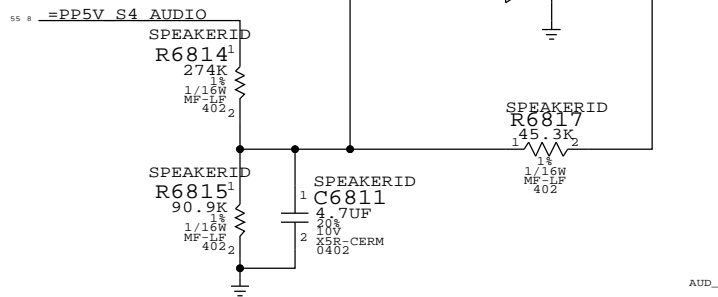 55 8 =PP5V_S4_AUDIO
SPEAKERID
R6814 1
274K
1%
1/16W
MF-LF
402 2
SPEAKERID
R6817
45.3K
1 2
1%
1/16W
MF-LF
402
SPEAKERID
R6815 1
90.9K
1%
1/16W
MF-LF
402 2
SPEAKERID
1 C6811
4.7UF
20%
10V
2 X5R-CERM
0402
AUD_